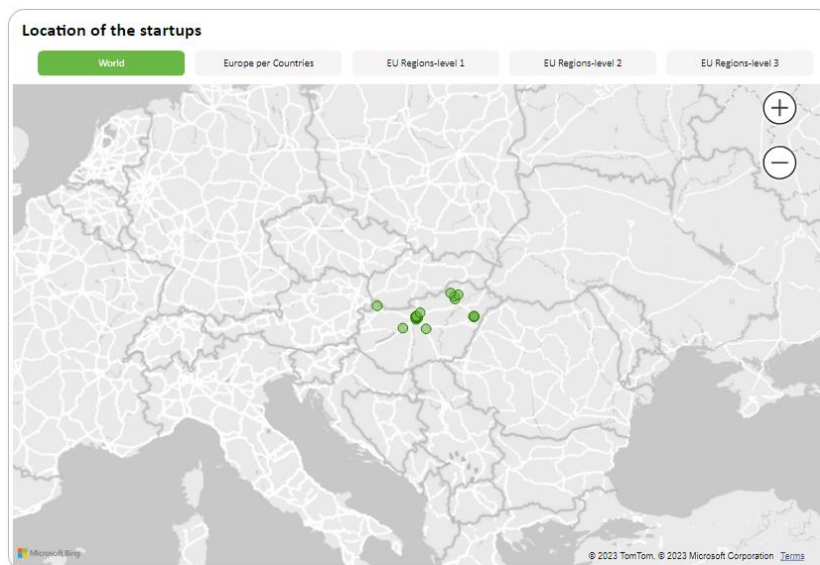 Location of the startups
World
Europe per Countries
EU Regions-level 1
EU Regions-level 2
EU Regions-level 3
Microsoft Bing
© 2023 TomTom, © 2023 Microsoft Corporation Terms